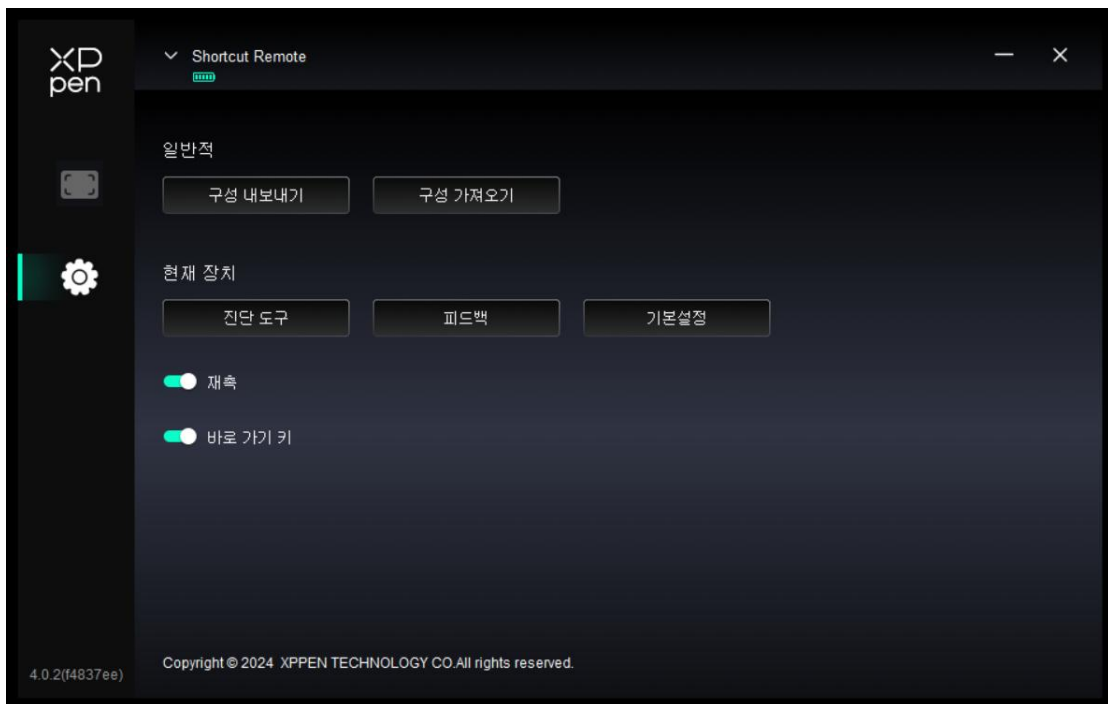 XP
pen
Shortcut Remote
일반적
구성 내보내기 구성 가져오기
현재 장치
진단 도구 피드백 기본설정
재촉
바로 가기 키
4.0.2(f4837ee)
Copyright © 2024 XPPEN TECHNOLOGY CO.All rights reserved.